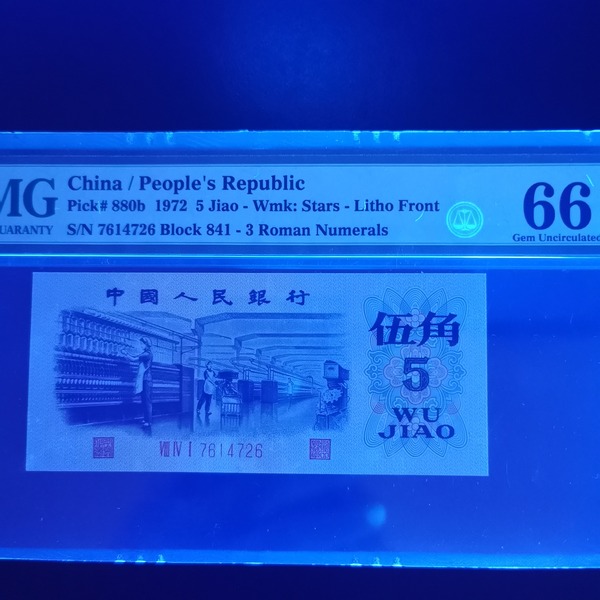 MG
GUARANTY
China / People's Republic
Pick# 880b 1972 5 Jiao - Wmk: Stars - Litho Front
S/N 7614726 Block 841 - 3 Roman Numerals
66
Gem Uncirculated
中國人民銀行
伍角
5
WU
JIAO
VIII IV I 7614726